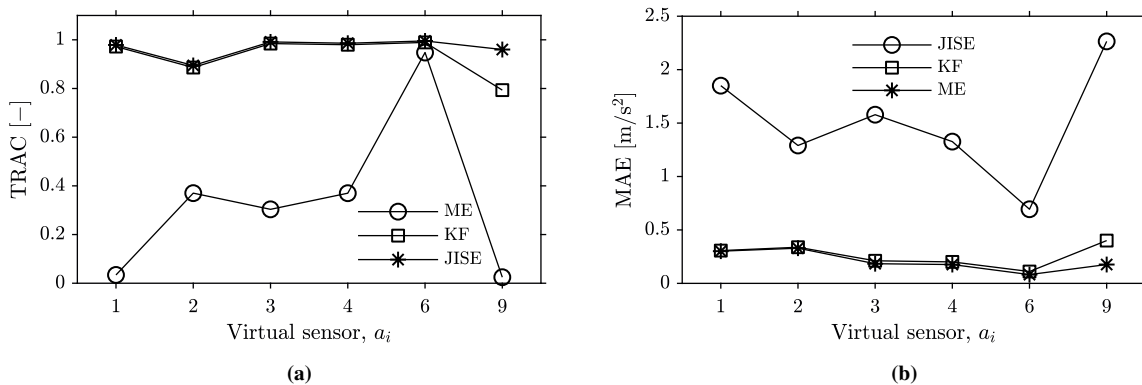 1
0.8
0.6
0.4
0.2
0
TRAC [−]
ME
KF
JISE
1 2 3 4 6 9
Virtual sensor, a_i
(a)
2.5
2
1.5
1
0.5
0
MAE [m/s²]
JISE
KF
ME
1 2 3 4 6 9
Virtual sensor, a_i
(b)